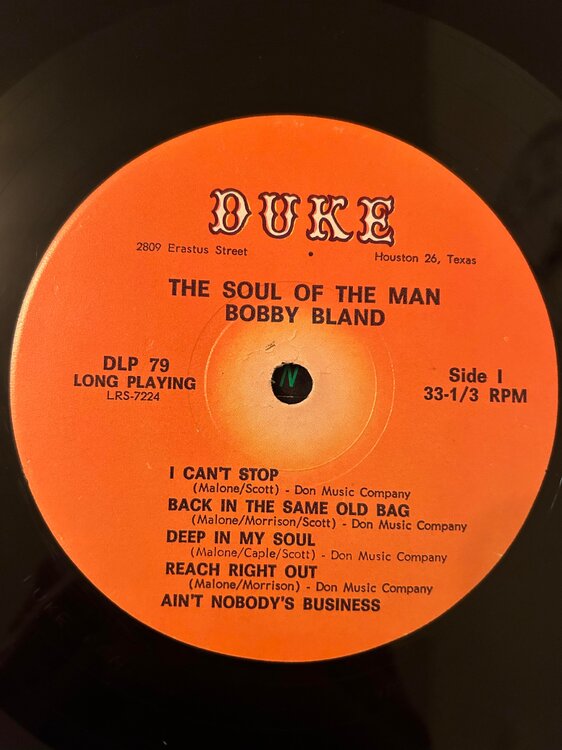 DUKE
2809 Erastus Street • Houston 26, Texas
THE SOUL OF THE MAN
BOBBY BLAND
DLP 79
LONG PLAYING
LRS-7224
Side I
33-1/3 RPM
I CAN'T STOP
(Malone/Scott) - Don Music Company
BACK IN THE SAME OLD BAG
(Malone/Morrison/Scott) - Don Music Company
DEEP IN MY SOUL
(Malone/Caple/Scott) - Don Music Company
REACH RIGHT OUT
(Malone/Morrison) - Don Music Company
AIN'T NOBODY'S BUSINESS